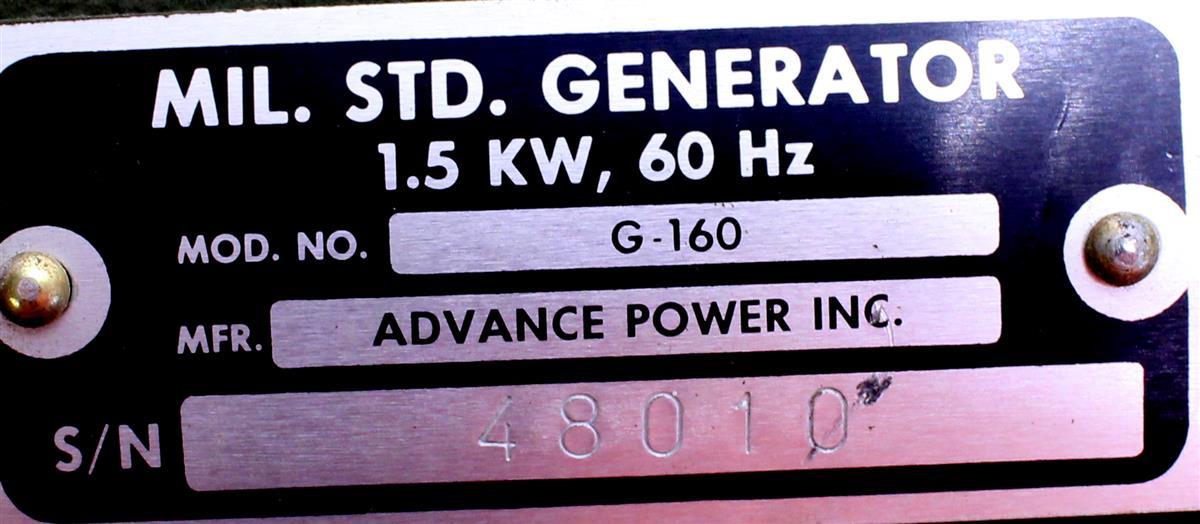 MIL. STD. GENERATOR
1.5 KW, 60 Hz
MOD. NO. G-160
MFR. ADVANCE POWER INC.
S/N 48010